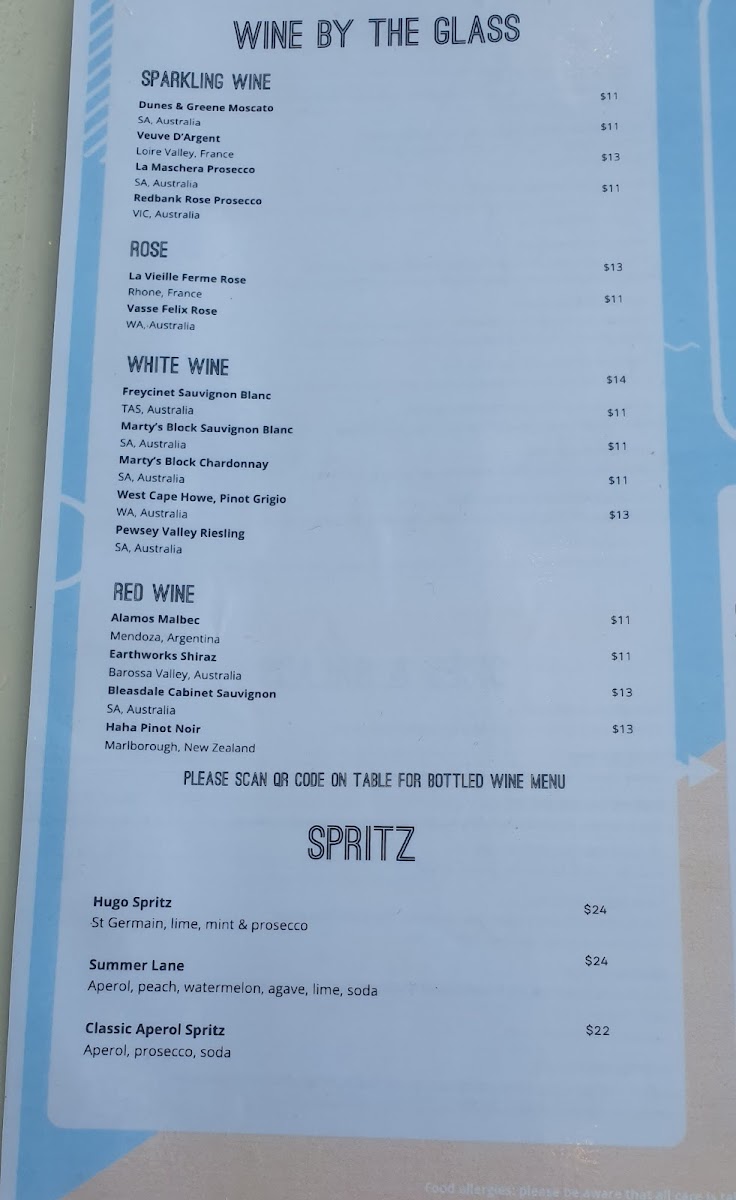 WINE BY THE GLASS
SPARKLING WINE
Dunes & Greene Moscato $11
SA, Australia
Veuve D'Argent $11
Loire Valley, France
La Maschera Prosecco $13
SA, Australia
Redbank Rose Prosecco $11
VIC, Australia
ROSE
La Vieille Ferme Rose $13
Rhone, France
Vasse Felix Rose $11
WA, Australia
WHITE WINE
Freycinet Sauvignon Blanc $14
TAS, Australia
Marty's Block Sauvignon Blanc $11
SA, Australia
Marty's Block Chardonnay $11
SA, Australia
West Cape Howe, Pinot Grigio $11
WA, Australia
Pewsey Valley Riesling $13
SA, Australia
RED WINE
Alamos Malbec $11
Mendoza, Argentina
Earthworks Shiraz $11
Barossa Valley, Australia
Bleasdale Cabinet Sauvignon $13
SA, Australia
Haha Pinot Noir $13
Marlborough, New Zealand
PLEASE SCAN QR CODE ON TABLE FOR BOTTLED WINE MENU
SPRITZ
Hugo Spritz $24
St Germain, lime, mint & prosecco
Summer Lane $24
Aperol, peach, watermelon, agave, lime, soda
Classic Aperol Spritz $22
Aperol, prosecco, soda
Food allergies: please be aware that all